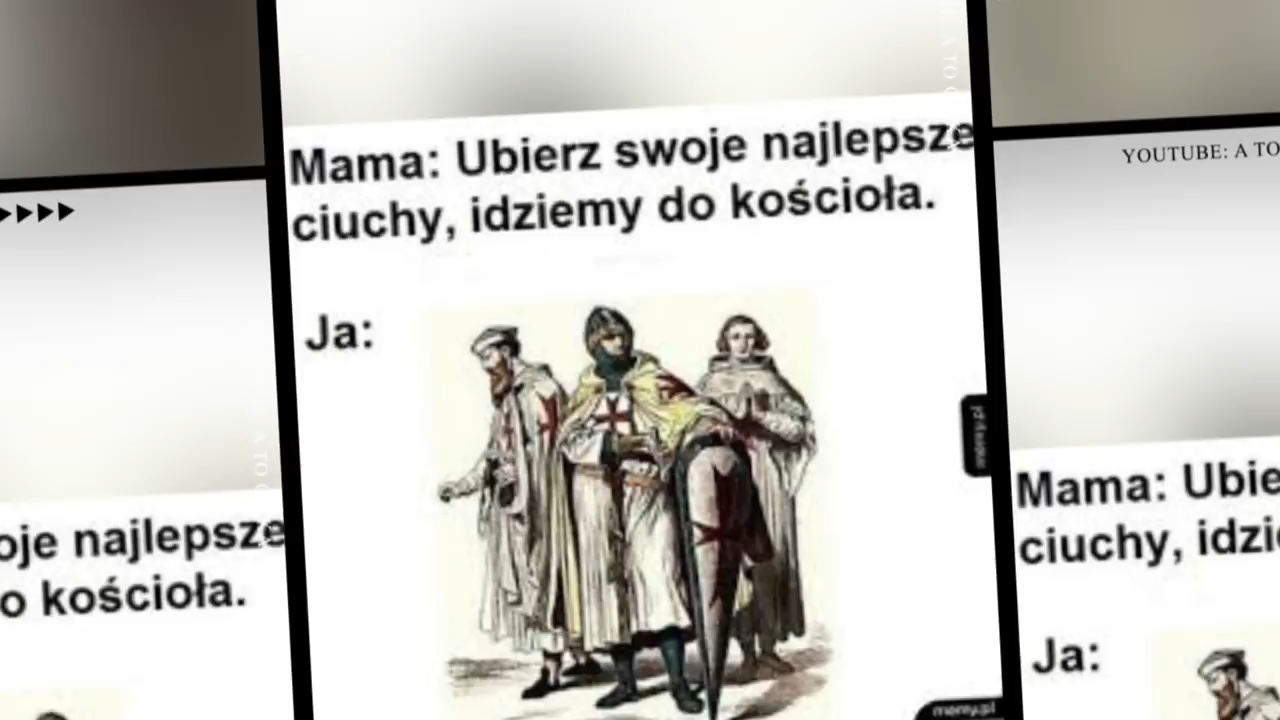 Mama: Ubierz swoje najlepsze
ciuchy, idziemy do kościoła.
Ja:
memy.pl
oje najlepsze
o kościoła.
A TO
YOUTUBE: A TO
Mama: Ubie
ciuchy, idzi
Ja: